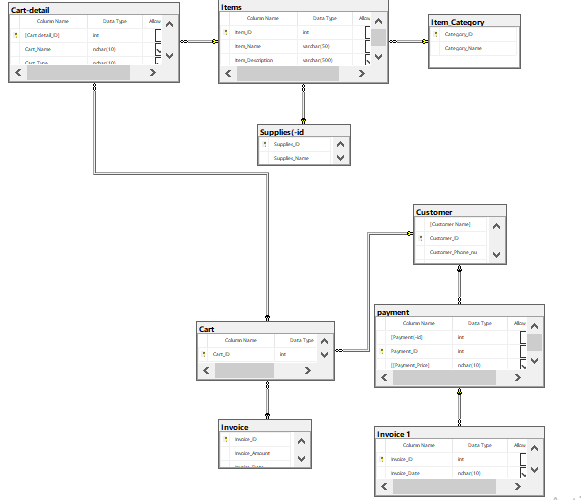 Cart-detail
Column Name Data Type Allow
[Cart detail_ID] int
Cart_Name nchar(10)
Cart_Type nchar(10)
Items
Column Name Data Type Allow
Item_ID int
Item_Name varchar(50)
Item_Description varchar(500)
Item_Category
Category_ID
Category_Name
Supplies(-id
Supplies_ID
Supplies_Name
Customer
[Customer Name]
Customer_ID
Customer_Phone_nu
Cart
Column Name Data Type
Cart_ID int
payment
Column Name Data Type Allow
[Payment(-id] int
Payment_ID int
[[Payment_Price] nchar(10)
Invoice
Invoice_ID
Invoice_Amount
Invoice_Date
Invoice 1
Column Name Data Type Allow
Invoice_ID int
Invoice_Date nchar(10)